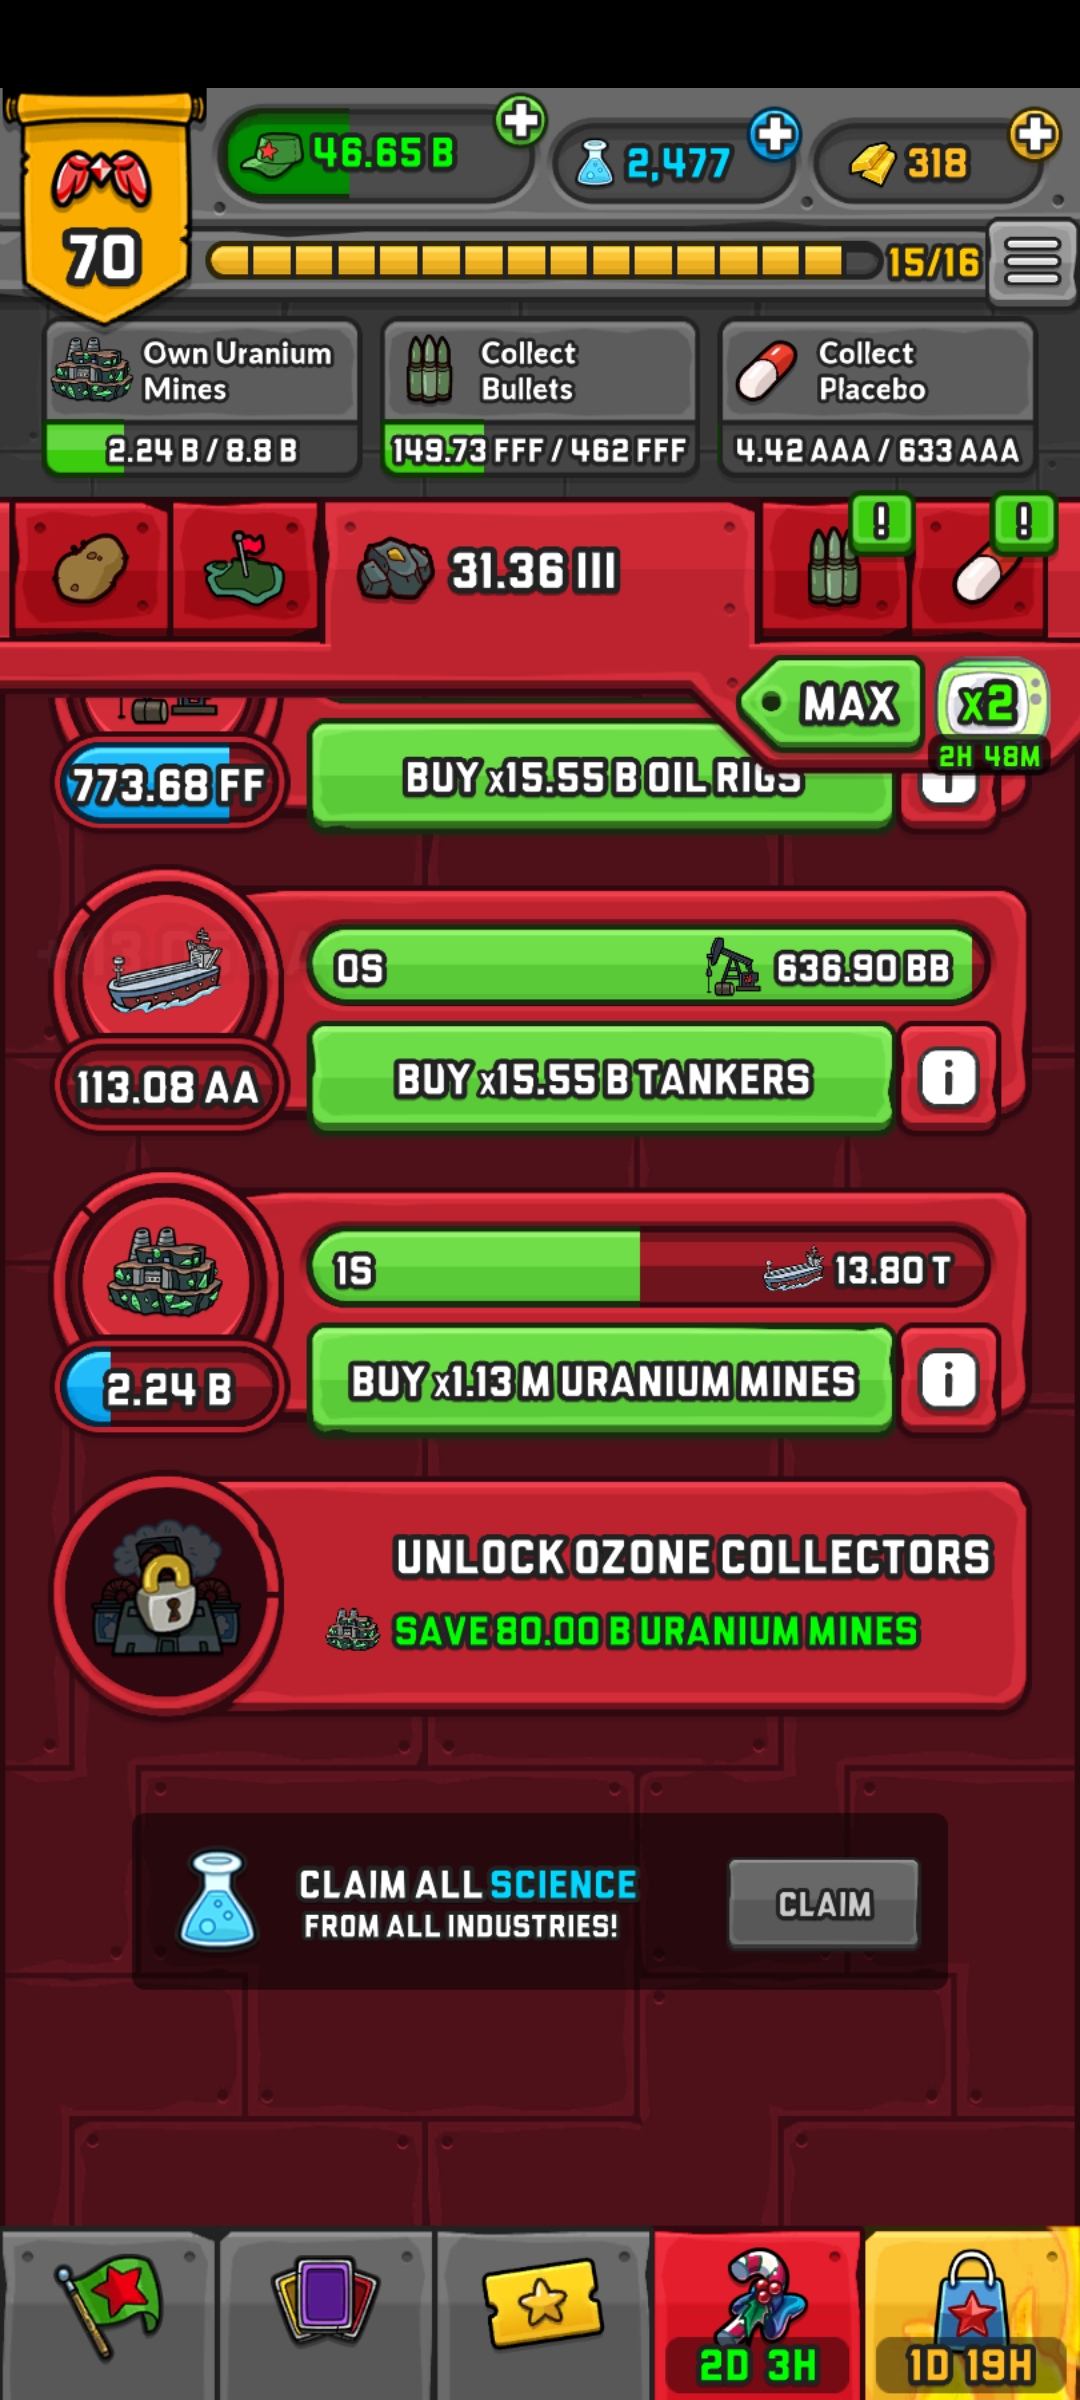 46.65 B
2,477
318
70
15/16
Own Uranium
Mines
2.24 B / 8.8 B
Collect
Bullets
149.73 FFF / 462 FFF
Collect
Placebo
4.42 AAA / 633 AAA
31.36 III
!
!
MAX
x2
2H 48M
773.68 FF
BUY x15.55 B OIL RIGS
0S
636.90 BB
113.08 AA
BUY x15.55 B TANKERS
i
1S
13.80 T
2.24 B
BUY x1.13 M URANIUM MINES
i
UNLOCK OZONE COLLECTORS
SAVE 80.00 B URANIUM MINES
CLAIM ALL SCIENCE
FROM ALL INDUSTRIES!
CLAIM
2D 3H
1D 19H